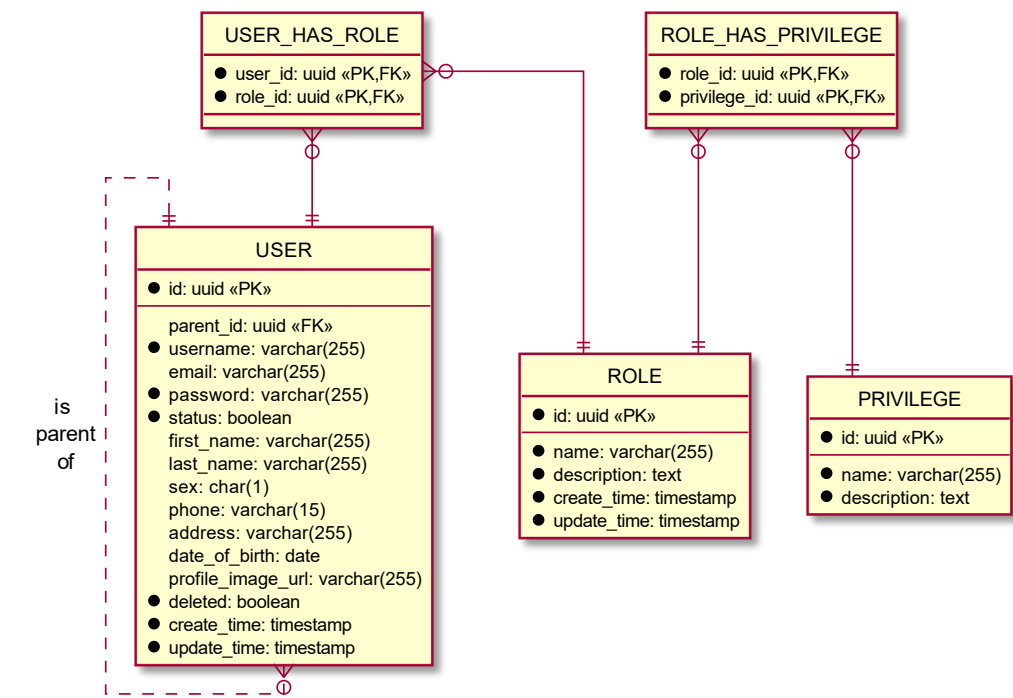 USER_HAS_ROLE
user_id: uuid «PK,FK»
role_id: uuid «PK,FK»
ROLE_HAS_PRIVILEGE
role_id: uuid «PK,FK»
privilege_id: uuid «PK,FK»
USER
id: uuid «PK»
parent_id: uuid «FK»
username: varchar(255)
email: varchar(255)
password: varchar(255)
status: boolean
first_name: varchar(255)
last_name: varchar(255)
sex: char(1)
phone: varchar(15)
address: varchar(255)
date_of_birth: date
profile_image_url: varchar(255)
deleted: boolean
create_time: timestamp
update_time: timestamp
is
parent
of
ROLE
id: uuid «PK»
name: varchar(255)
description: text
create_time: timestamp
update_time: timestamp
PRIVILEGE
id: uuid «PK»
name: varchar(255)
description: text